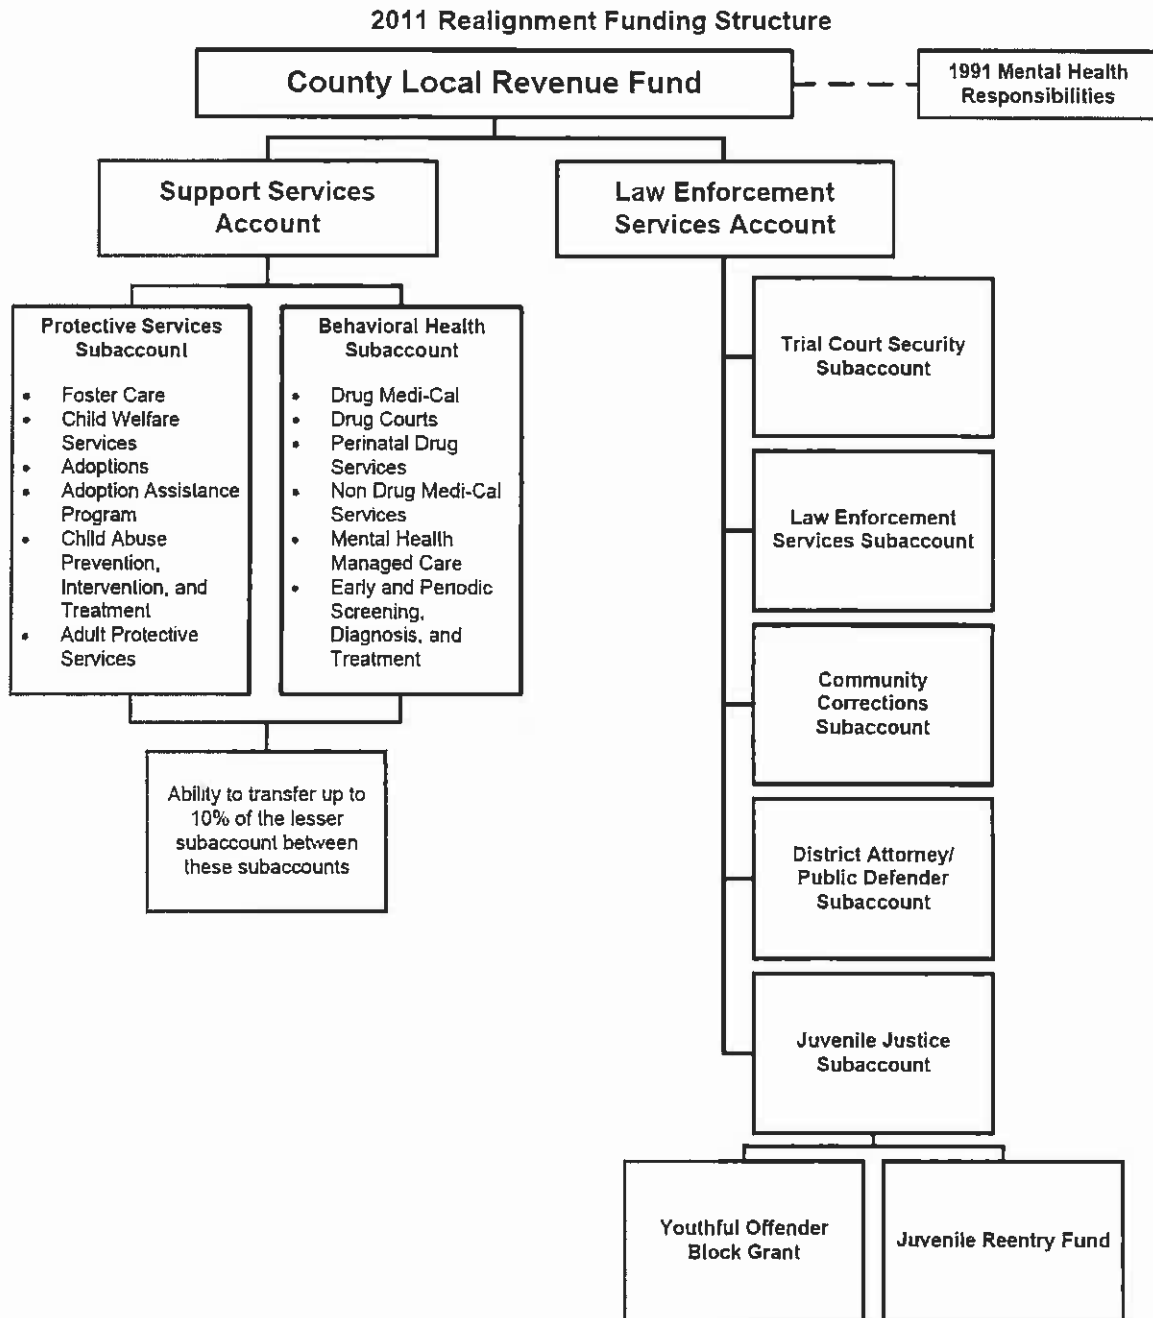 2011 Realignment Funding Structure
County Local Revenue Fund
1991 Mental Health
Responsibilities
Support Services
Account
Law Enforcement
Services Account
Protective Services
Subaccount
• Foster Care
• Child Welfare
Services
• Adoptions
• Adoption Assistance
Program
• Child Abuse
Prevention,
Intervention, and
Treatment
• Adult Protective
Services
Behavioral Health
Subaccount
• Drug Medi-Cal
• Drug Courts
• Perinatal Drug
Services
• Non Drug Medi-Cal
Services
• Mental Health
Managed Care
• Early and Periodic
Screening,
Diagnosis, and
Treatment
Ability to transfer up to
10% of the lesser
subaccount between
these subaccounts
Trial Court Security
Subaccount
Law Enforcement
Services Subaccount
Community
Corrections
Subaccount
District Attorney/
Public Defender
Subaccount
Juvenile Justice
Subaccount
Youthful Offender
Block Grant
Juvenile Reentry Fund